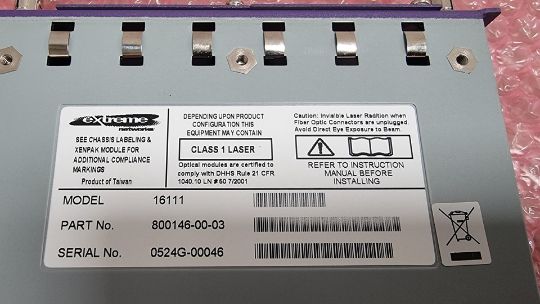 extreme
networks
SEE CHASSIS LABELING &
XENPAK MODULE FOR
ADDITIONAL COMPLIANCE
MARKINGS
Product of Taiwan
DEPENDING UPON PRODUCT
CONFIGURATION THIS
EQUIPMENT MAY CONTAIN
CLASS 1 LASER
Optical modules are certified to
comply with DHHS Rule 21 CFR
1040.10 LN # 50 7/2001
Caution: Invisible Laser Radition when
Fiber Optic Connectors are unplugged.
Avoid Direct Eye Exposure to Beam.
REFER TO INSTRUCTION
MANUAL BEFORE
INSTALLING
MODEL 16111
PART No. 800146-00-03
SERIAL No. 0524G-00046